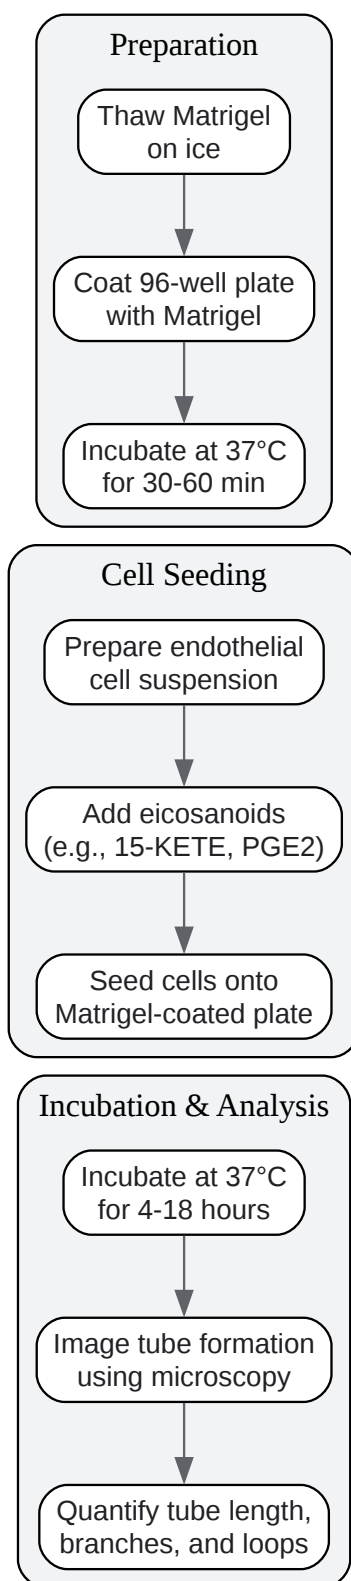 Preparation
Thaw Matrigel
on ice
Coat 96-well plate
with Matrigel
Incubate at 37°C
for 30-60 min
Cell Seeding
Prepare endothelial
cell suspension
Add eicosanoids
(e.g., 15-KETE, PGE2)
Seed cells onto
Matrigel-coated plate
Incubation & Analysis
Incubate at 37°C
for 4-18 hours
Image tube formation
using microscopy
Quantify tube length,
branches, and loops